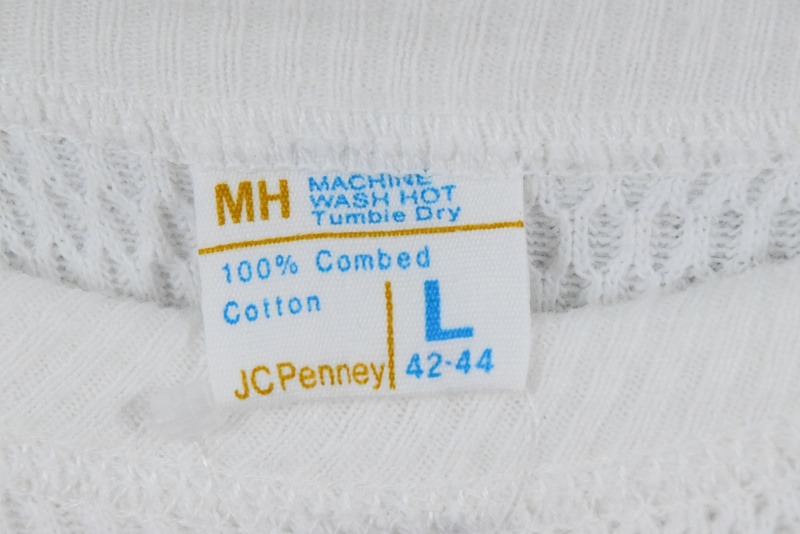 MH
MACHINE
WASH HOT
Tumble Dry
100% Combed
Cotton
L
42-44
JCPenney